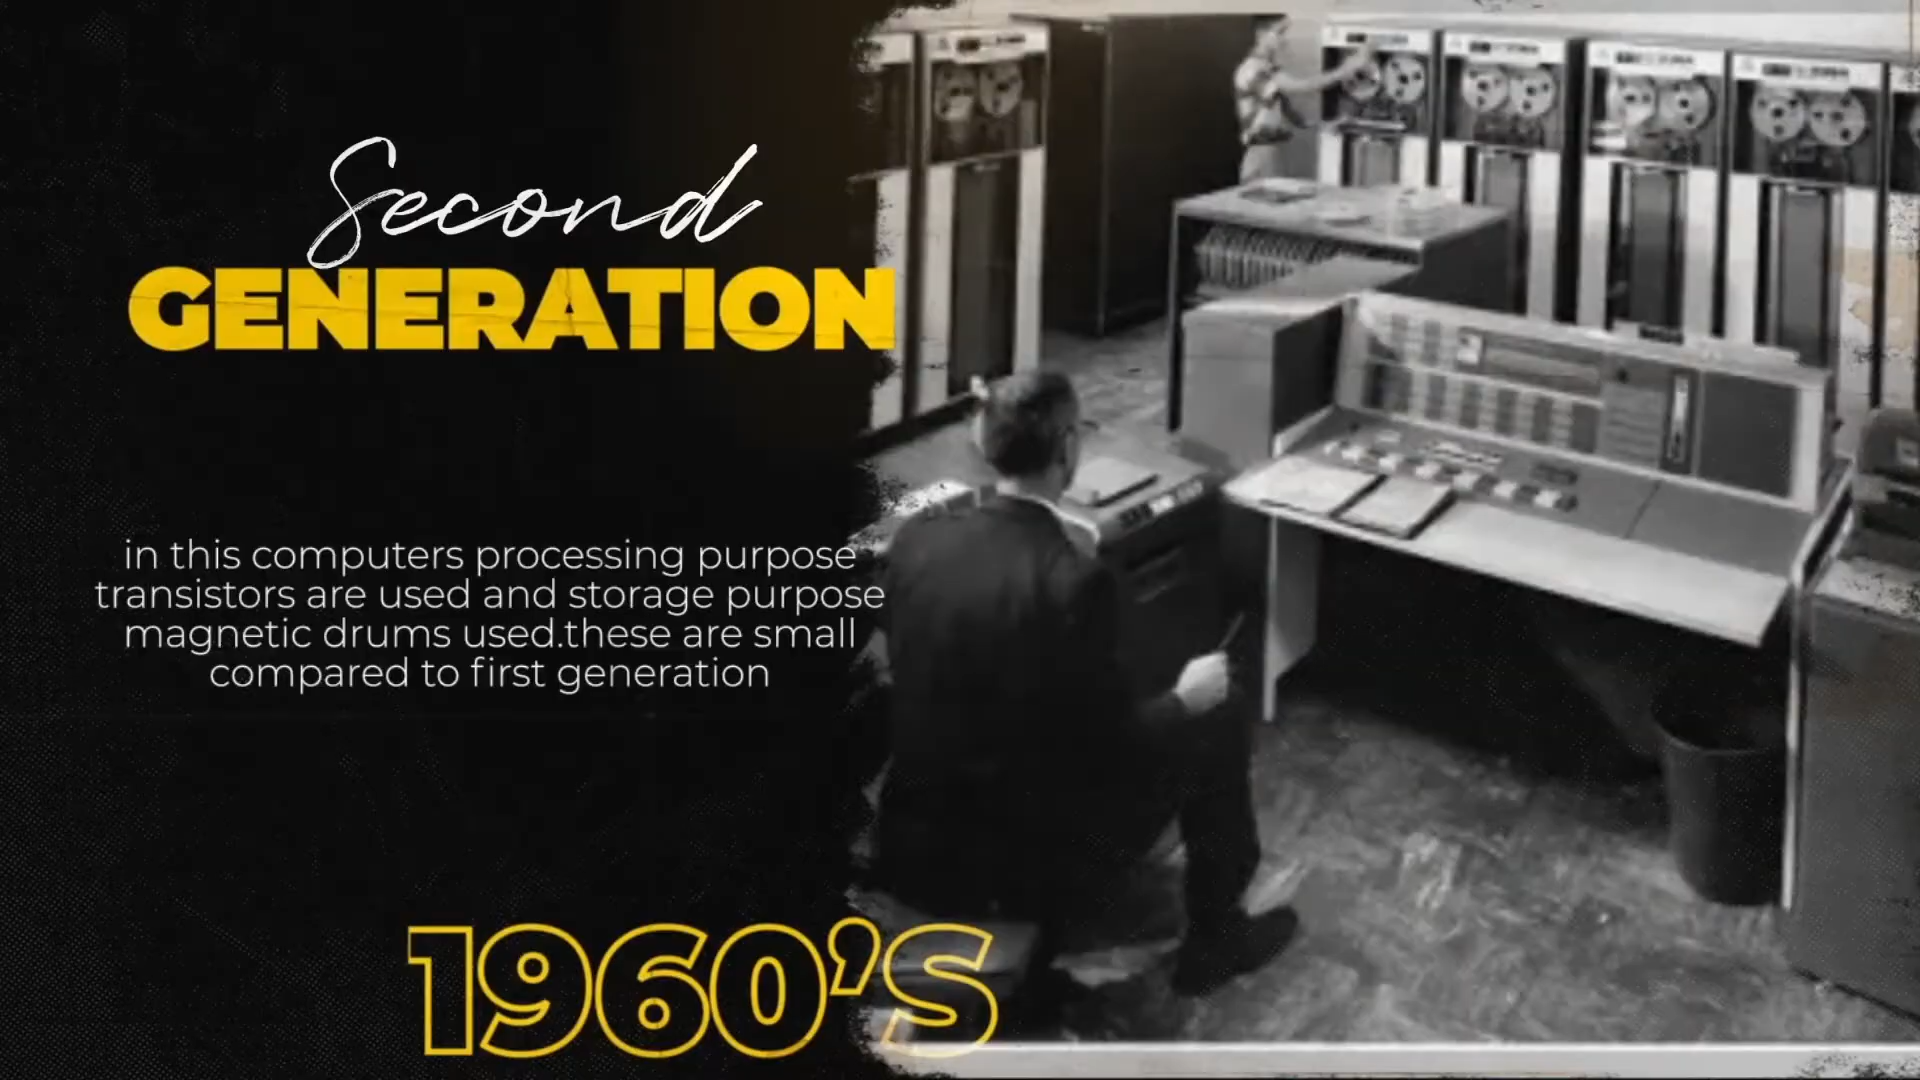 Second
GENERATION
in this computers processing purpose
transistors are used and storage purpose
magnetic drums used.these are small
compared to first generation
1960'S